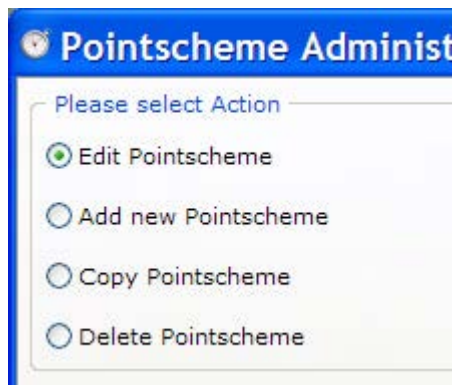 Pointscheme Administ
Please select Action
Edit Pointscheme
Add new Pointscheme
Copy Pointscheme
Delete Pointscheme